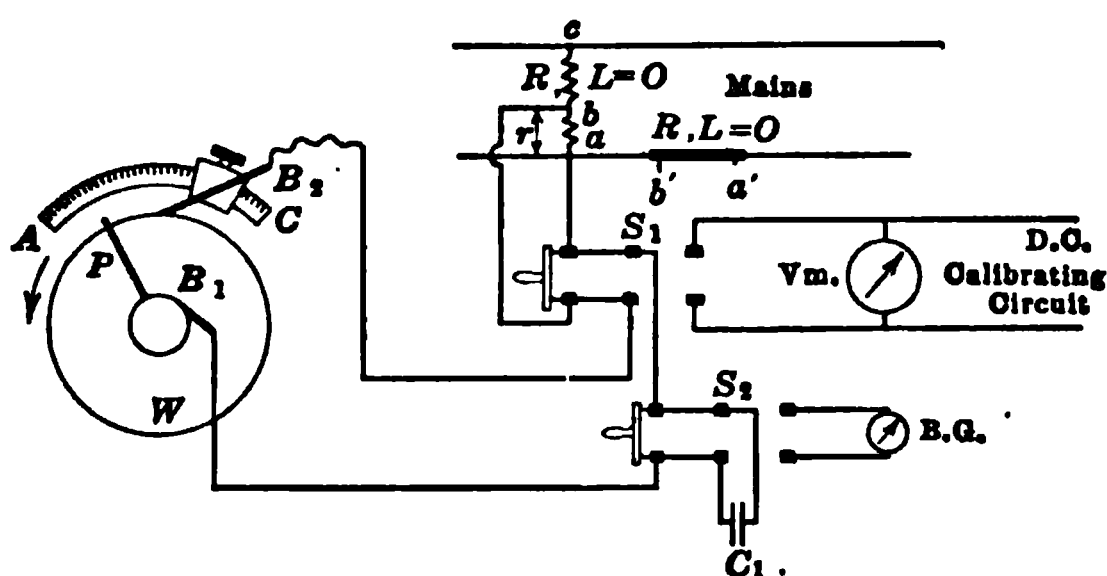 c
R, L=O
Mains
b
r
a
R, L=O
b' a'
B₂
C
A
P
B₁
W
S₁
Vm.
D.C.
Calibrating
Circuit
S₂
B.G.
C₁.